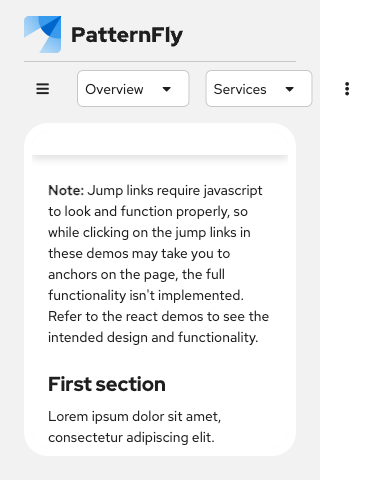 PatternFly
Overview
Services
Note: Jump links require javascript
to look and function properly, so
while clicking on the jump links in
these demos may take you to
anchors on the page, the full
functionality isn't implemented.
Refer to the react demos to see the
intended design and functionality.
First section
Lorem ipsum dolor sit amet,
consectetur adipiscing elit.